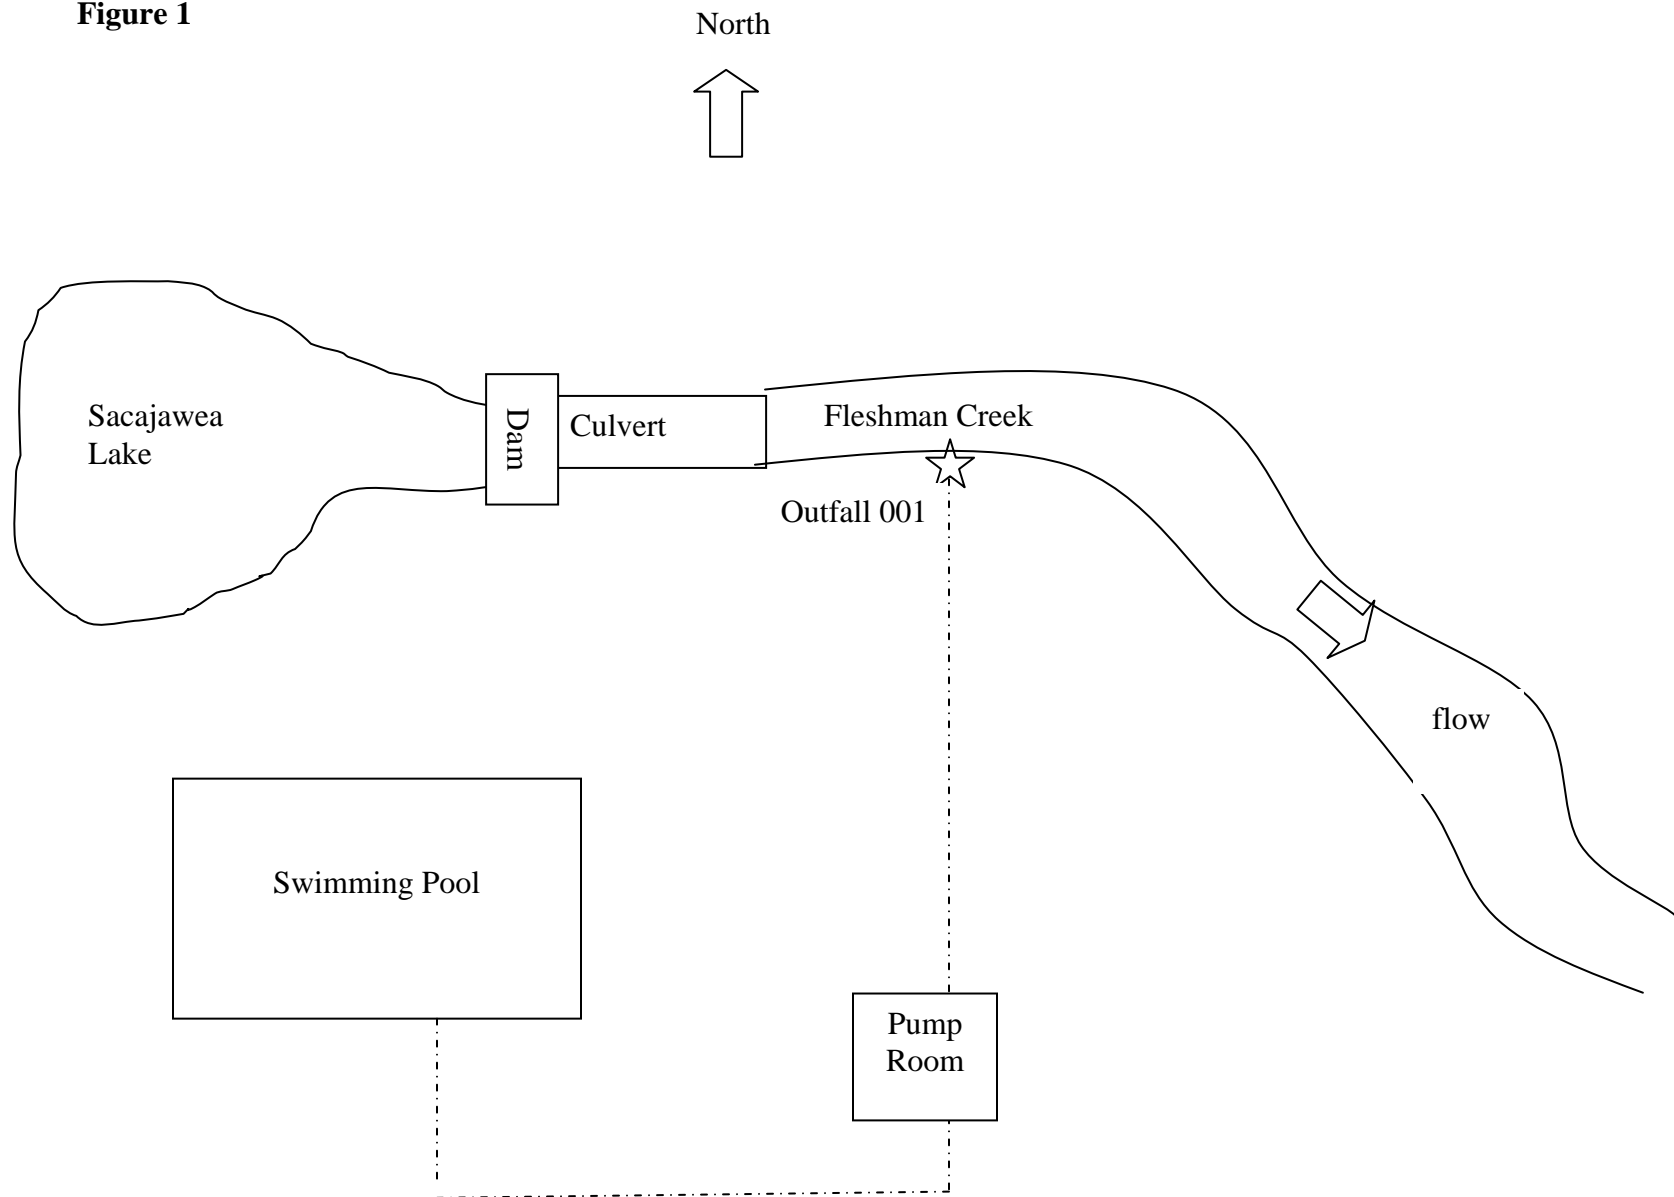 Figure 1
North
Sacajawea
Lake
Dam
Culvert
Fleshman Creek
Outfall 001
flow
Swimming Pool
Pump
Room